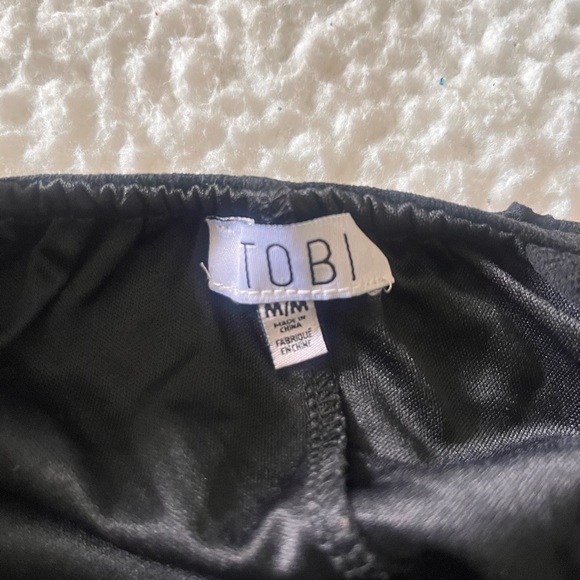 TOBI
M/M
MADE IN
CHINA
FABRIQUÉ
EN CHINE